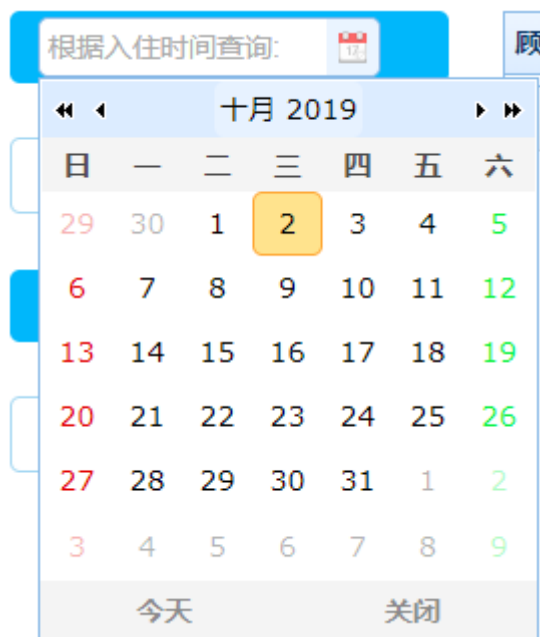 根据入住时间查询:
顾
十月 2019
日 一 二 三 四 五 六
29 30 1 2 3 4 5
6 7 8 9 10 11 12
13 14 15 16 17 18 19
20 21 22 23 24 25 26
27 28 29 30 31 1 2
3 4 5 6 7 8 9
今天 关闭